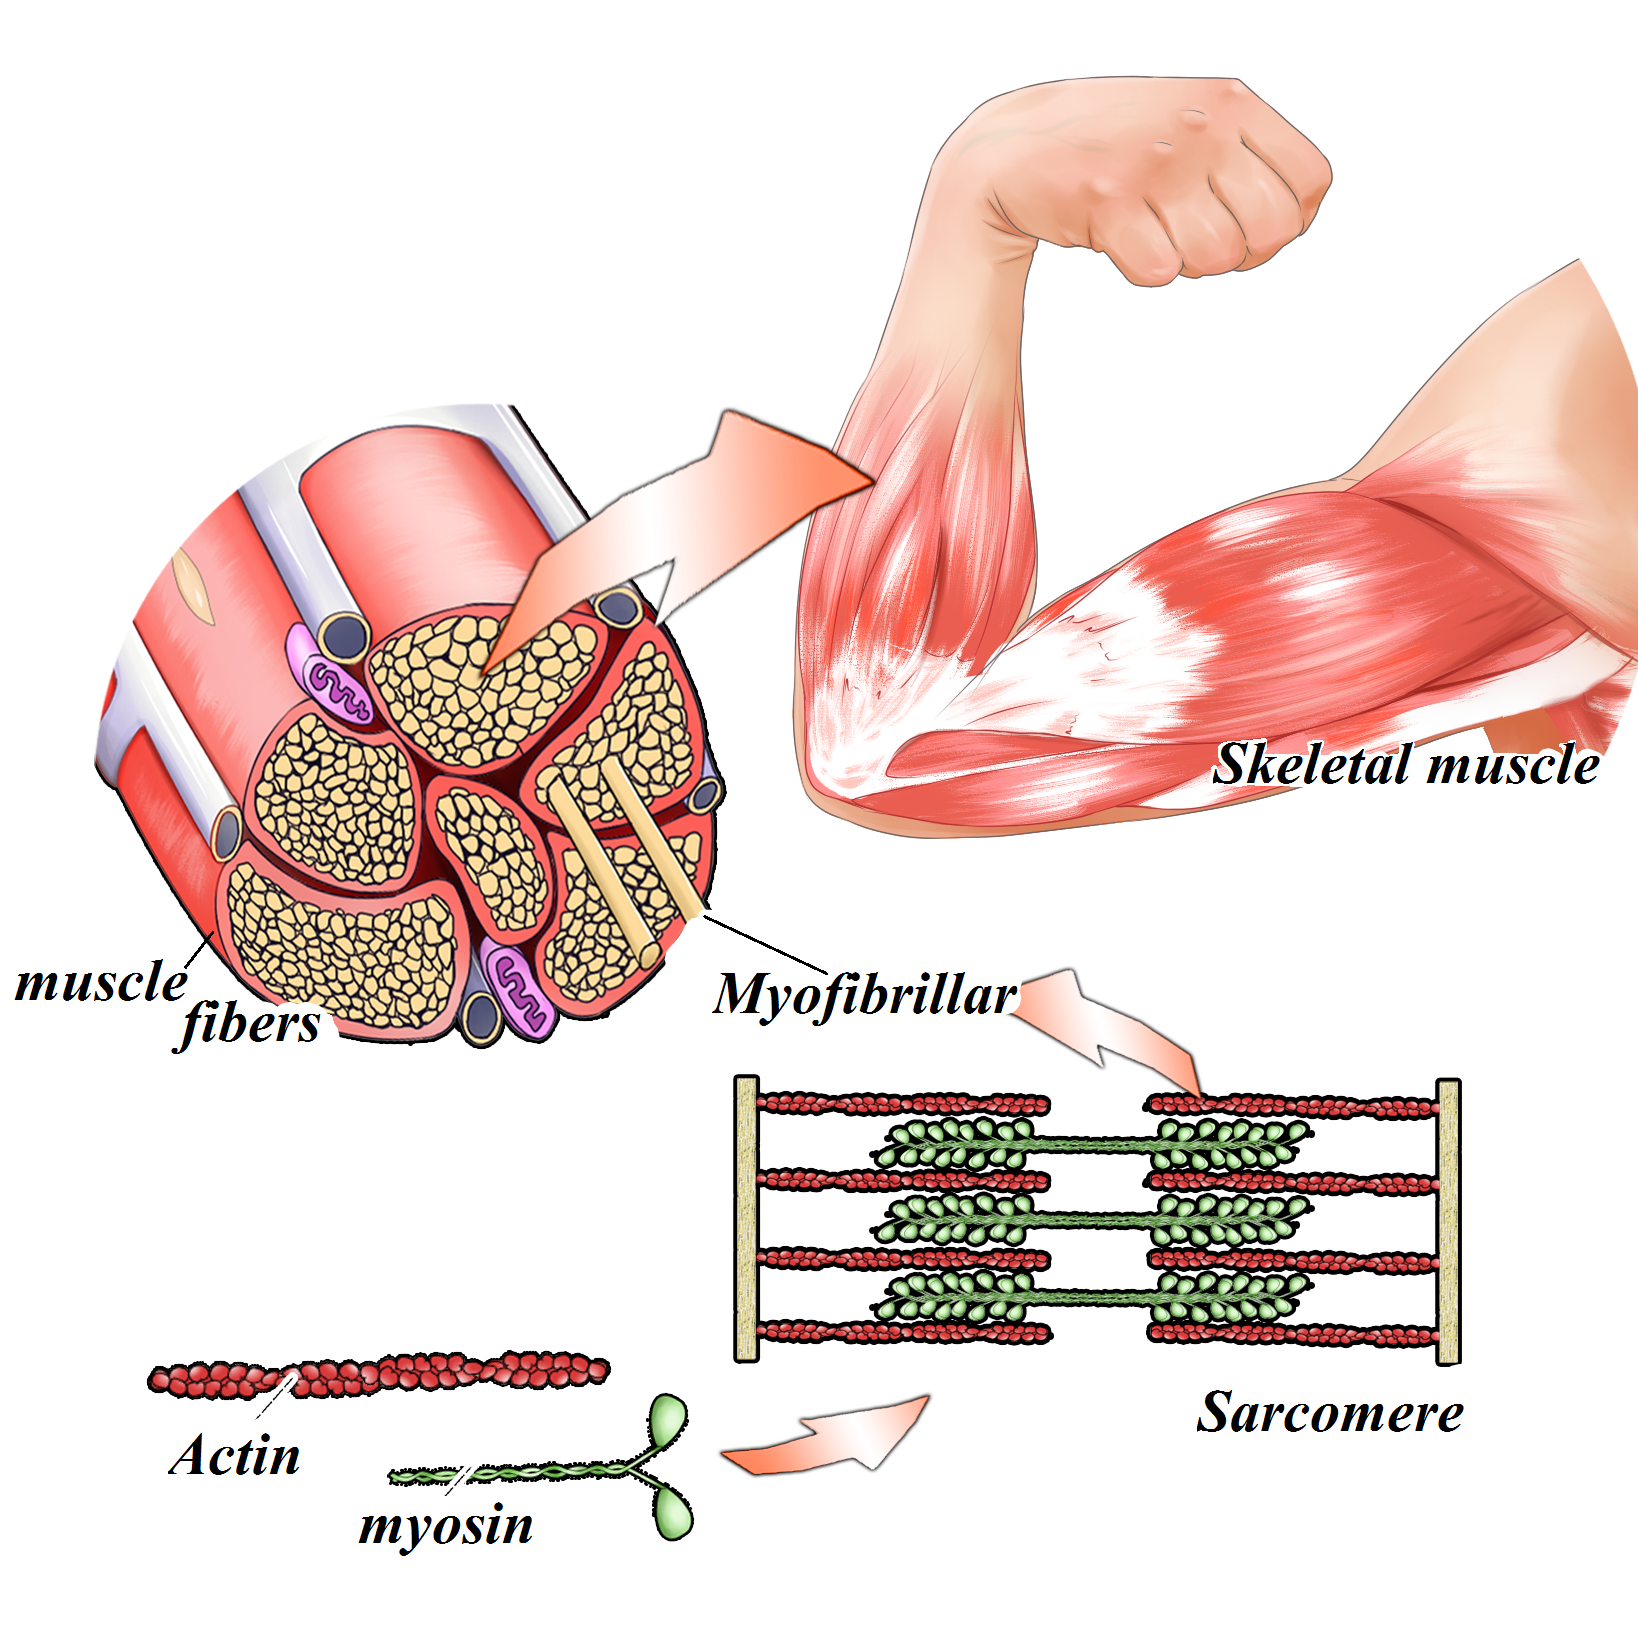 Skeletal muscle
muscle
fibers
Myofibrillar
Sarcomere
Actin
myosin